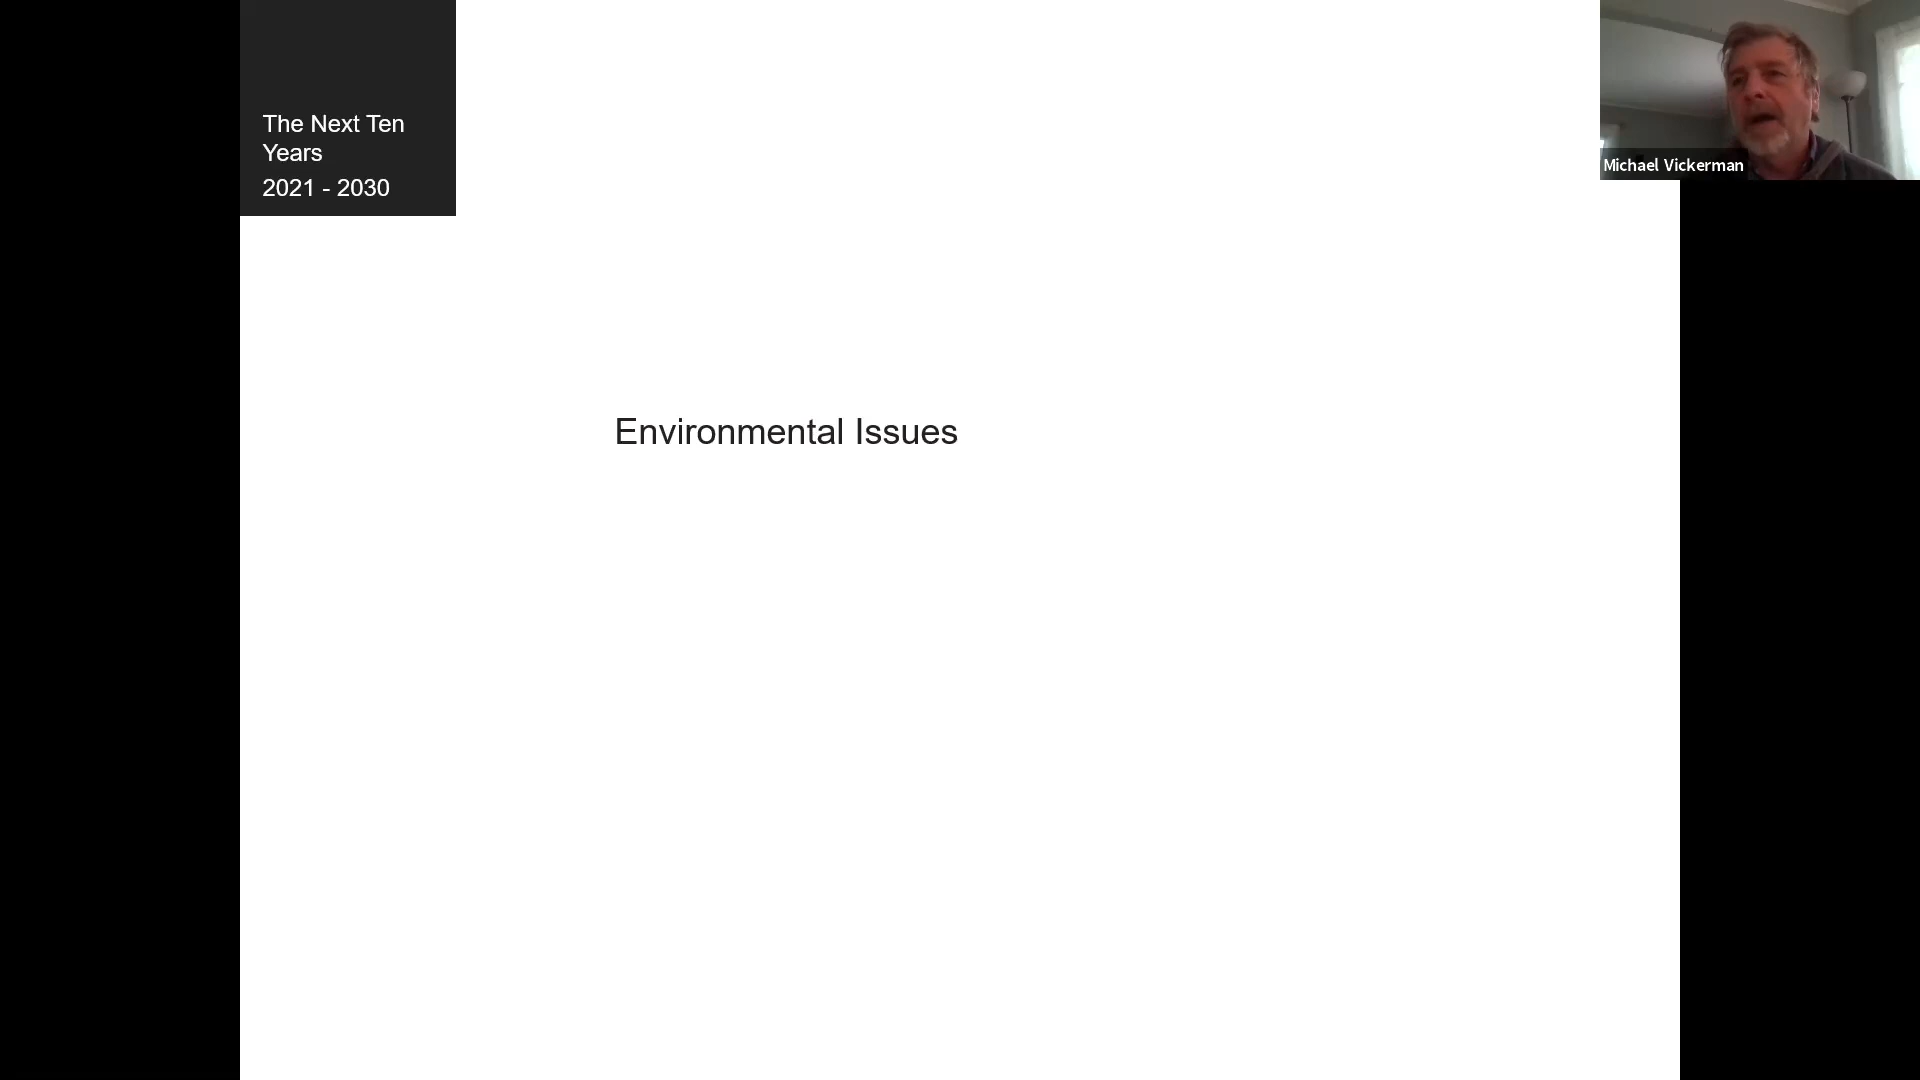 The Next Ten
Years
2021 - 2030
Michael Vickerman
Environmental Issues